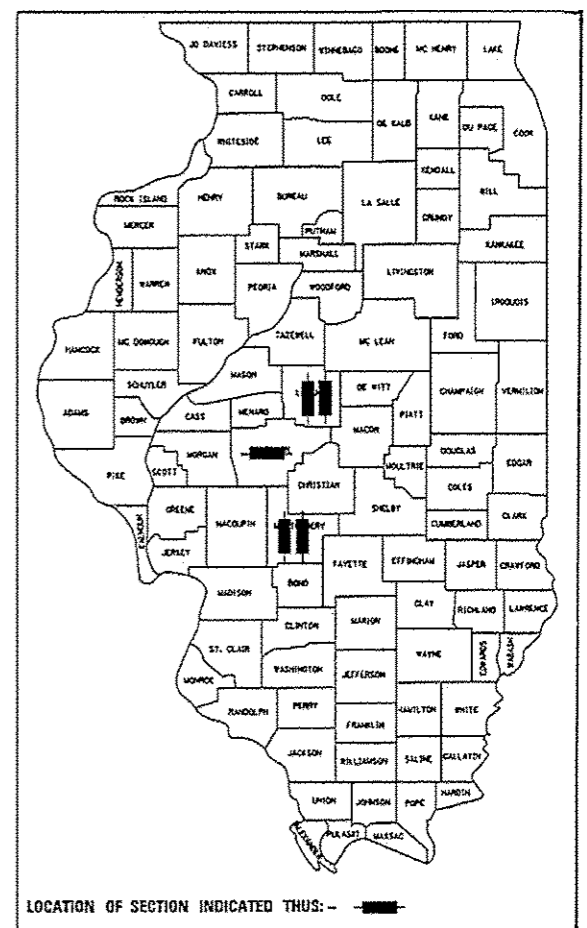 JO DAVIESS STEPHENSON WINNEBAGO BOONE MC HENRY LAKE
CARROLL OGLE DE KALB KANE DU PAGE COOK
WHITESIDE LEE
KENDALL WILL
ROCK ISLAND HENRY BUREAU LA SALLE GRUNDY
MERCER PUTNAM KANKAKEE
STARK MARSHALL LIVINGSTON
HENDERSON WARREN KNOX PEORIA WOODFORD IROQUOIS
HANCOCK MC DONOUGH FULTON TAZEWELL MC LEAN FORD
MASON
SCHUYLER DE WITT CHAMPAIGN VERMILION
ADAMS BROWN CASS MENARD PIATT
MORGAN MACON
PIKE SCOTT CHRISTIAN MOULTRIE DOUGLAS EDGAR
COLES
GREENE MACOUPIN SHELBY
CALHOUN CUMBERLAND CLARK
JERSEY FAYETTE EFFINGHAM JASPER CRAWFORD
MADISON BOND
CLINTON MARION CLAY RICHLAND LAWRENCE
ST. CLAIR WAYNE EDWARDS WABASH
WASHINGTON JEFFERSON
MONROE
RANDOLPH PERRY HAMILTON WHITE
FRANKLIN
JACKSON WILLIAMSON SALINE GALLATIN
UNION JOHNSON POPE HARDIN
ALEXANDER PULASKI MASSAC
LOCATION OF SECTION INDICATED THUS: -